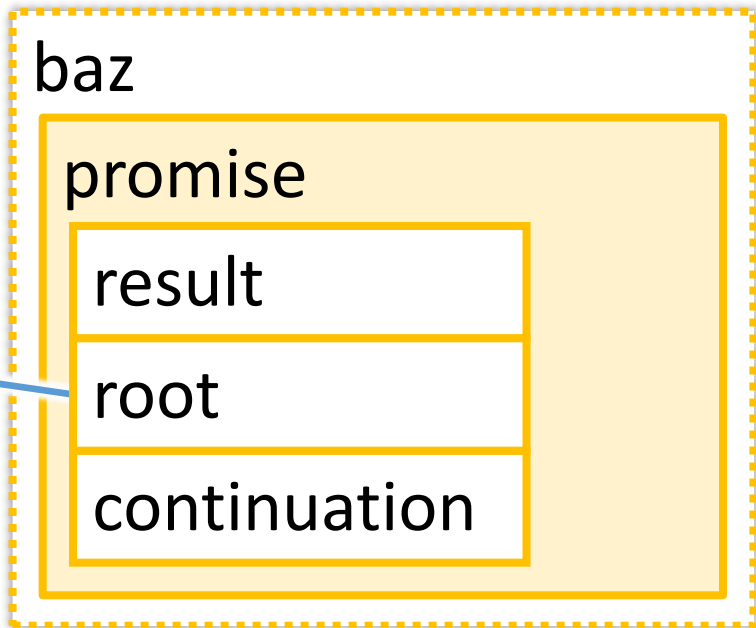 baz
promise
result
root
continuation